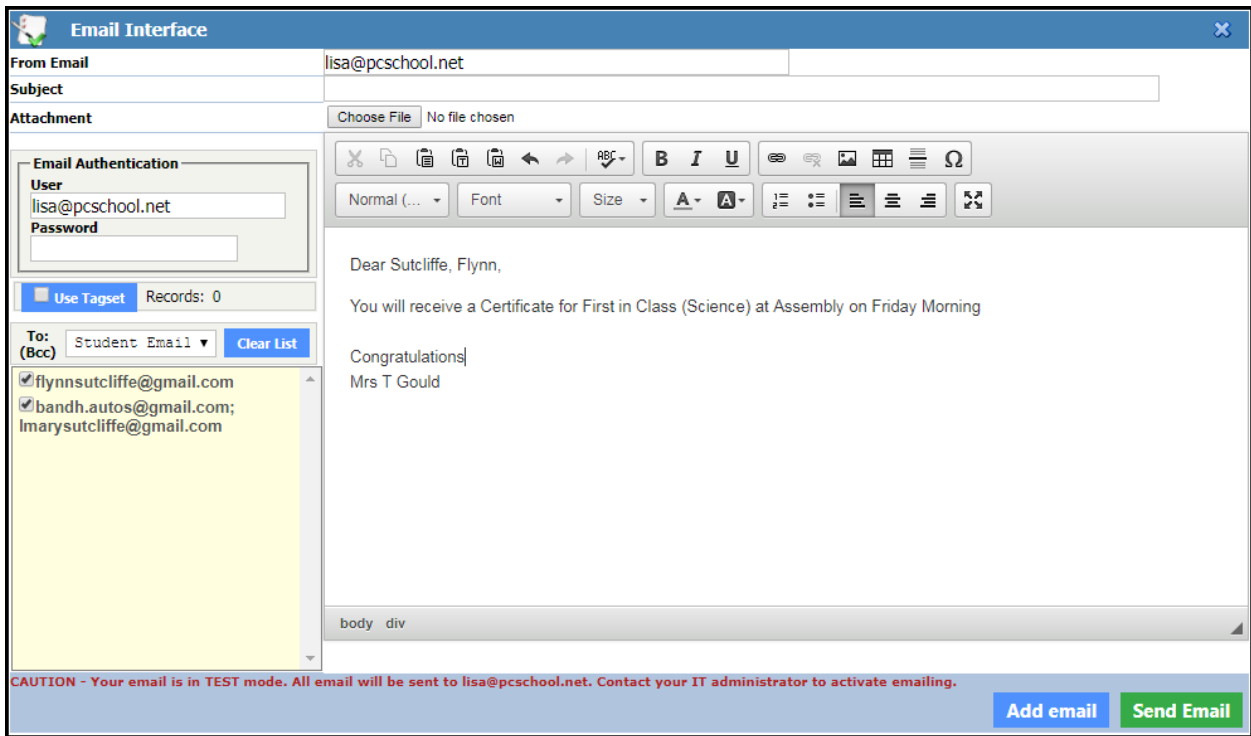 Email Interface
From Email
lisa@pcschool.net
Subject
Attachment
Choose File No file chosen
Email Authentication
User
lisa@pcschool.net
Password
Use Tagset Records: 0
To:
(Bcc)
Student Email
Clear List
flynnsutcliffe@gmail.com
bandh.autos@gmail.com;
lmarysutcliffe@gmail.com
ABC
B I U
Ω
Normal (... Font Size A A
Dear Sutcliffe, Flynn,
You will receive a Certificate for First in Class (Science) at Assembly on Friday Morning
Congratulations
Mrs T Gould
body div
CAUTION - Your email is in TEST mode. All email will be sent to lisa@pcschool.net. Contact your IT administrator to activate emailing.
Add email Send Email